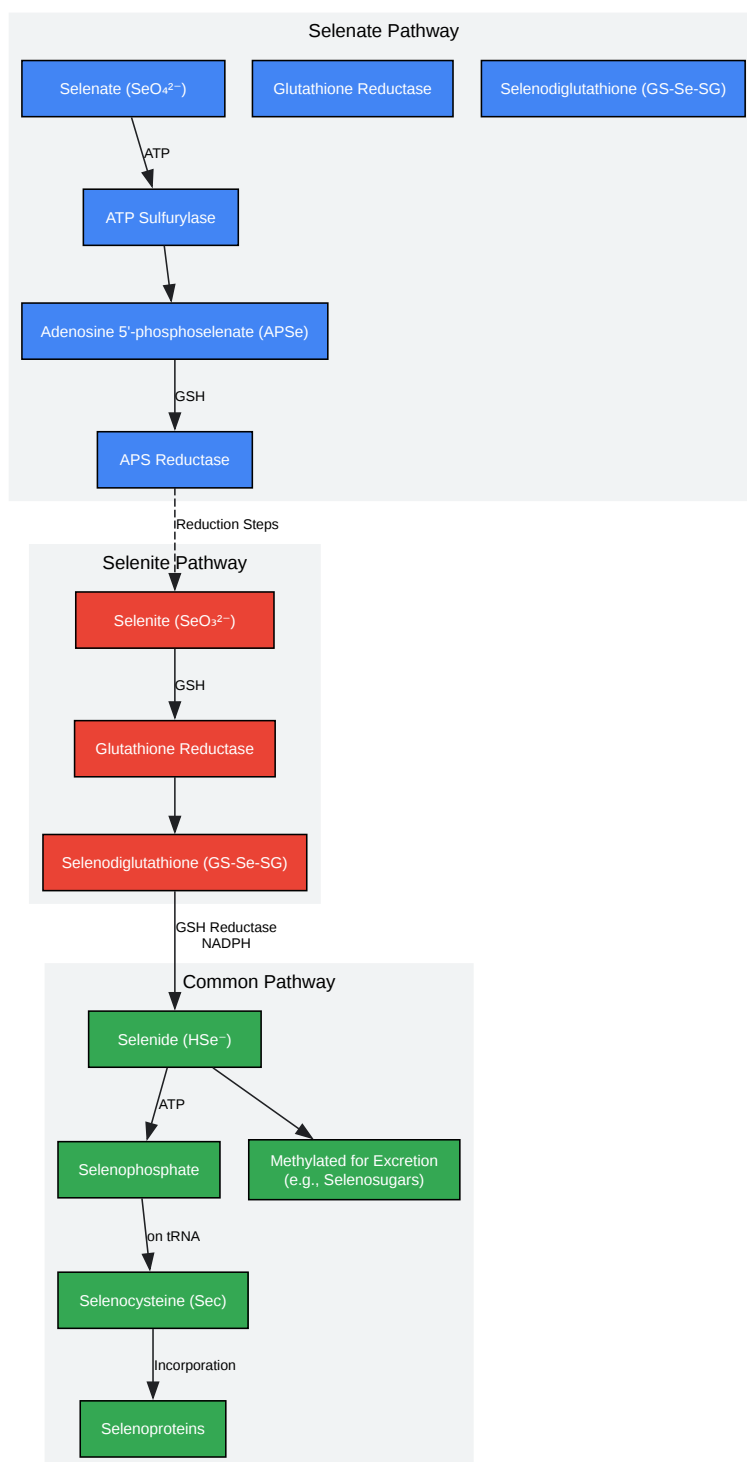 Selenate Pathway
Selenate (SeO₄²⁻)
Glutathione Reductase
Selenodiglutathione (GS-Se-SG)
ATP
ATP Sulfurylase
Adenosine 5'-phosphoselenate (APSe)
GSH
APS Reductase
Reduction Steps
Selenite Pathway
Selenite (SeO₃²⁻)
GSH
Glutathione Reductase
Selenodiglutathione (GS-Se-SG)
GSH Reductase
NADPH
Common Pathway
Selenide (HSe⁻)
ATP
Selenophosphate
Methylated for Excretion
(e.g., Selenosugars)
on tRNA
Selenocysteine (Sec)
Incorporation
Selenoproteins